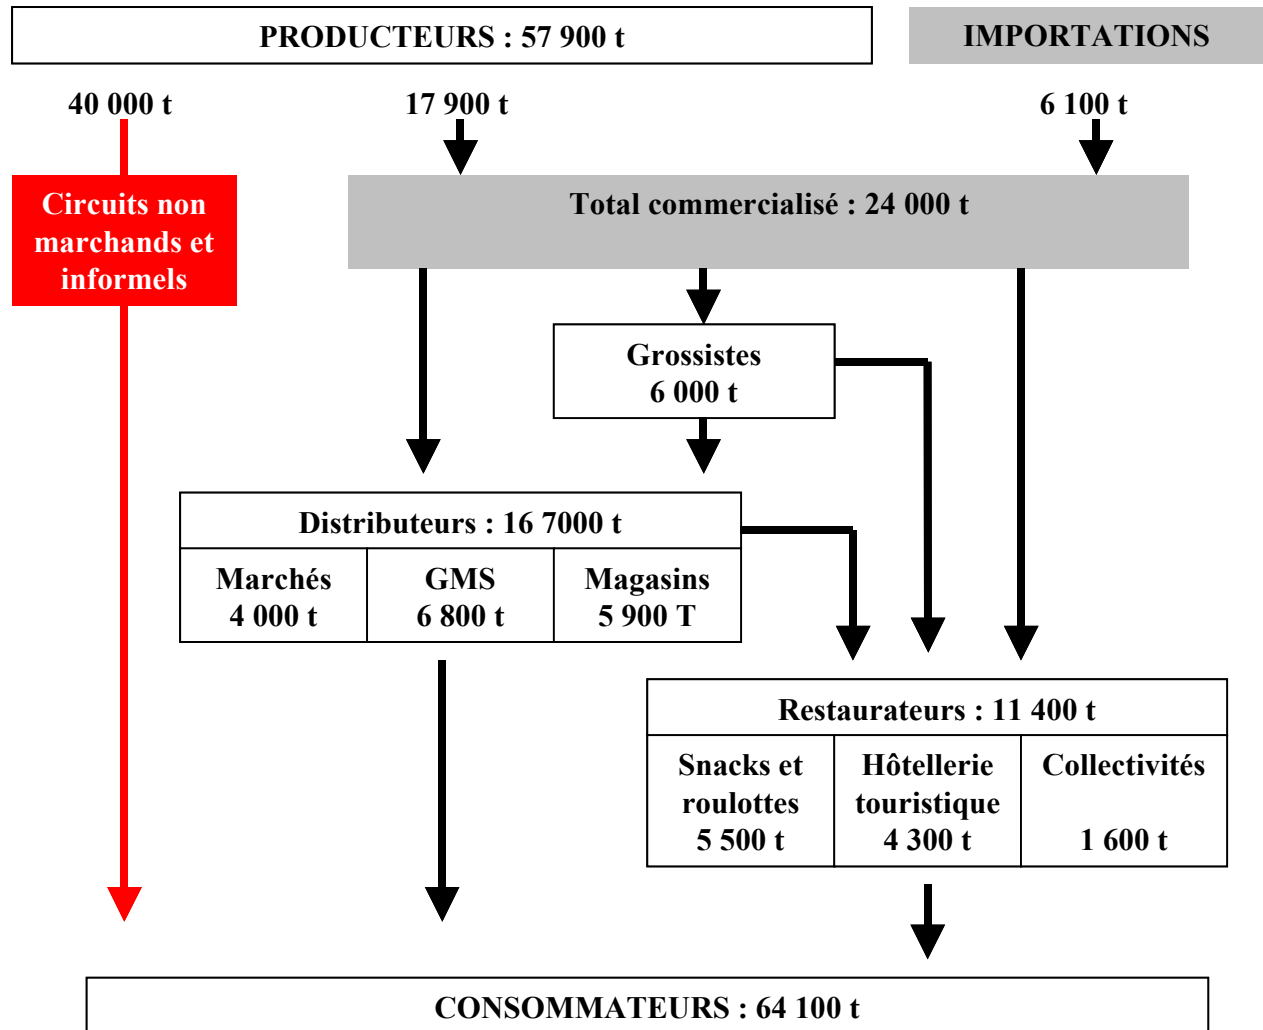 PRODUCTEURS : 57 900 t
IMPORTATIONS
40 000 t
17 900 t
6 100 t
Circuits non
marchands et
informels
Total commercialisé : 24 000 t
Grossistes
6 000 t
Distributeurs : 16 7000 t
Marchés
4 000 t
GMS
6 800 t
Magasins
5 900 T
Restaurateurs : 11 400 t
Snacks et
roulottes
5 500 t
Hôtellerie
touristique
4 300 t
Collectivités
1 600 t
CONSOMMATEURS : 64 100 t